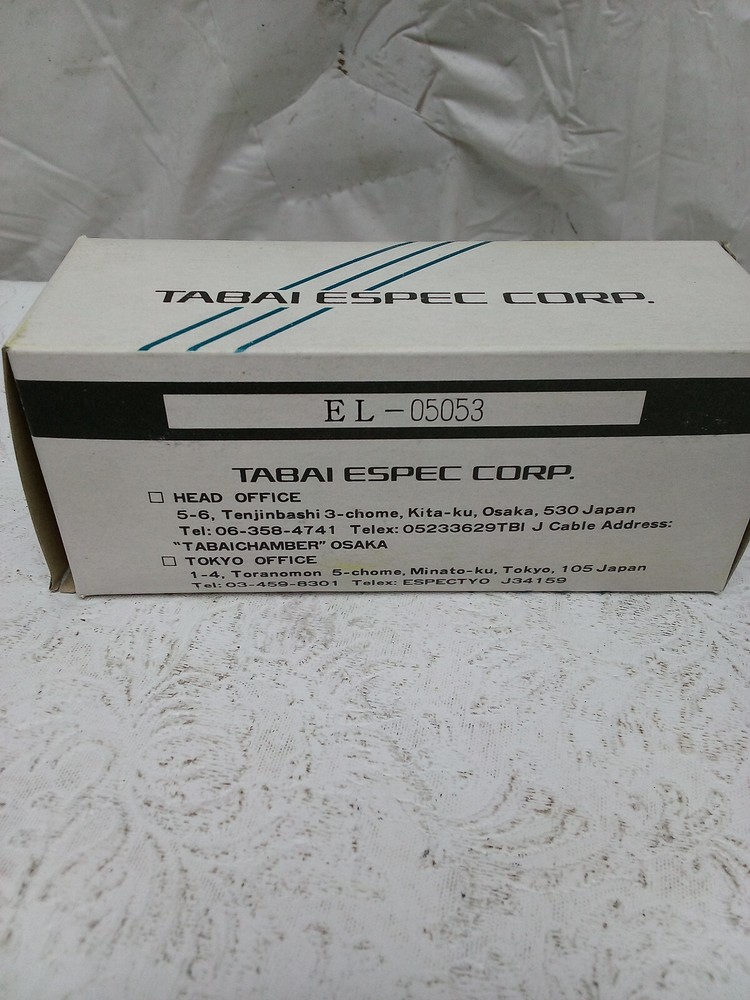 TABAI ESPEC CORP.
EL-05053
TABAI ESPEC CORP.
□ HEAD OFFICE
5-6, Tenjinbashi 3-chome, Kita-ku, Osaka, 530 Japan
Tel: 06-358-4741 Telex: 05233629TBI J Cable Address:
"TABAICHAMBER" OSAKA
□ TOKYO OFFICE
1-4, Toranomon 5-chome, Minato-ku, Tokyo, 105 Japan
Tel: 03-459-8301 Telex: ESPECTYO J34159